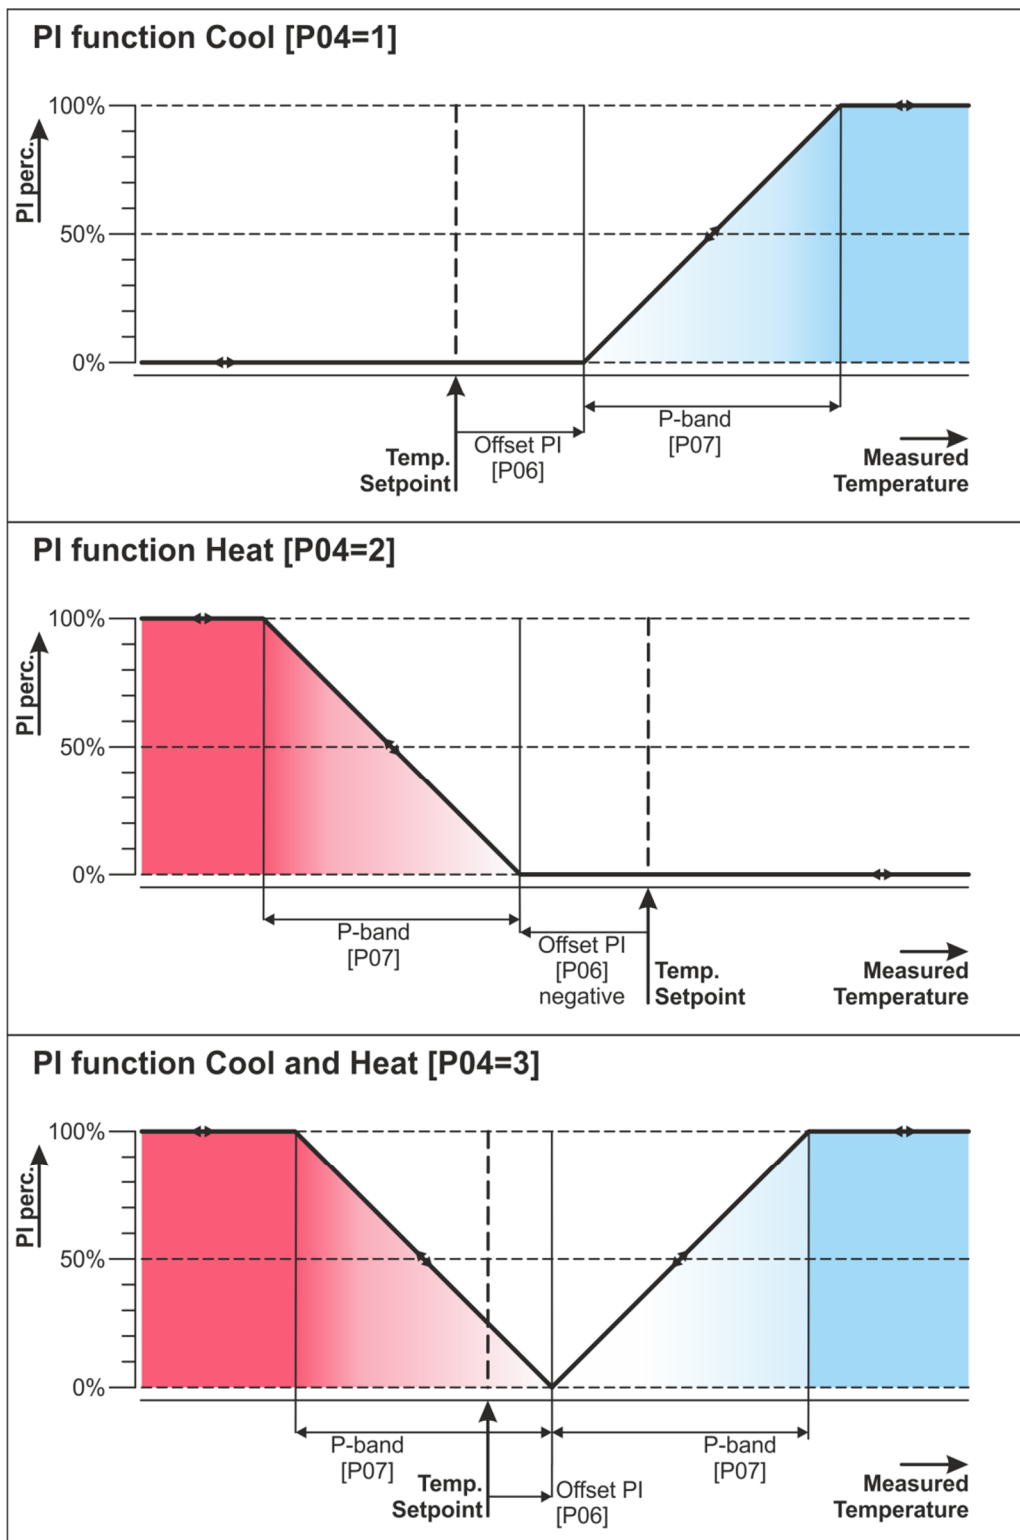 PI function Cool [P04=1]
100%
PI perc.
50%
0%
P-band
[P07]
Offset PI
[P06]
Temp.
Setpoint
Measured
Temperature
PI function Heat [P04=2]
100%
PI perc.
50%
0%
P-band
[P07]
Offset PI
[P06]
negative
Temp.
Setpoint
Measured
Temperature
PI function Cool and Heat [P04=3]
100%
PI perc.
50%
0%
P-band
[P07]
P-band
[P07]
Temp.
Setpoint
Offset PI
[P06]
Measured
Temperature